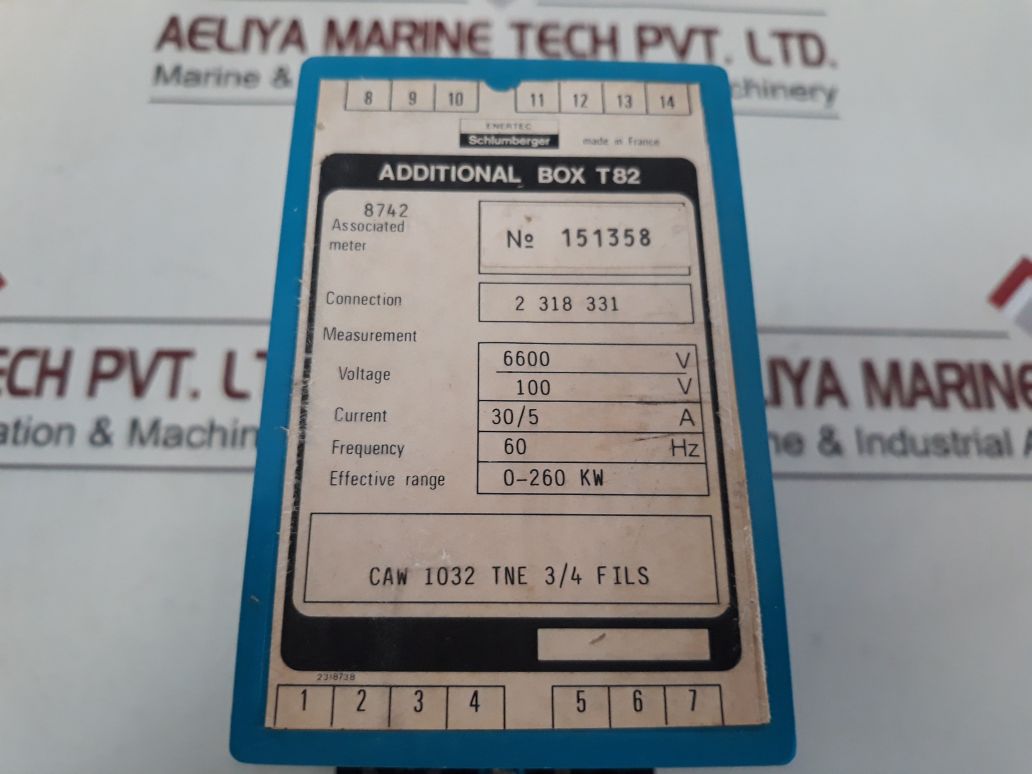 AELIYA MARINE TECH PVT. LTD.
Marine & chinery
8 9 10 11 12 13 14
ENERTEC
Schlumberger made in France
ADDITIONAL BOX T82
8742
Associated
meter
№ 151358
Connection 2 318 331
Measurement
Voltage 6600 V
100 V
Current 30/5 A
Frequency 60 Hz
Effective range 0-260 KW
CAW 1032 TNE 3/4 FILS
2318738
1 2 3 4 5 6 7
ECH PVT. LT
ation & Machin
IYA MARINE
ne & Industrial A